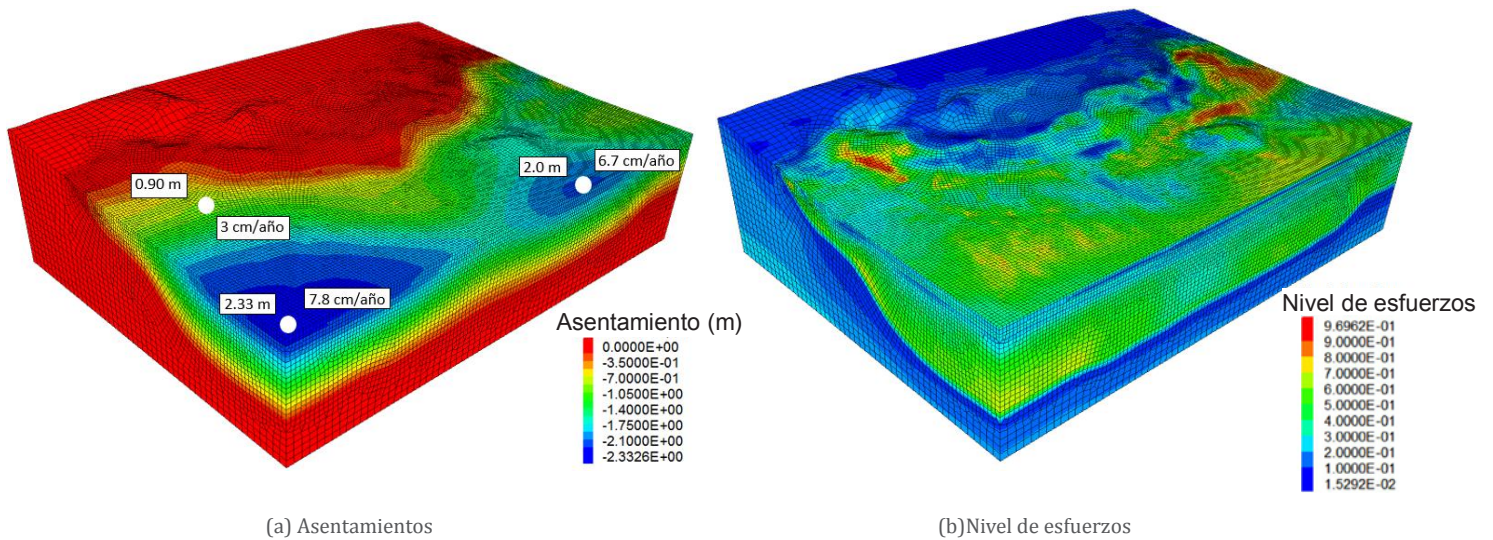 0.90 m
3 cm/año
2.0 m
6.7 cm/año
2.33 m
7.8 cm/año
Asentamiento (m)
0.0000E+00
-3.5000E-01
-7.0000E-01
-1.0500E+00
-1.4000E+00
-1.7500E+00
-2.1000E+00
-2.3326E+00
Nivel de esfuerzos
9.6962E-01
9.0000E-01
8.0000E-01
7.0000E-01
6.0000E-01
5.0000E-01
4.0000E-01
3.0000E-01
2.0000E-01
1.0000E-01
1.5292E-02
(a) Asentamientos
(b)Nivel de esfuerzos